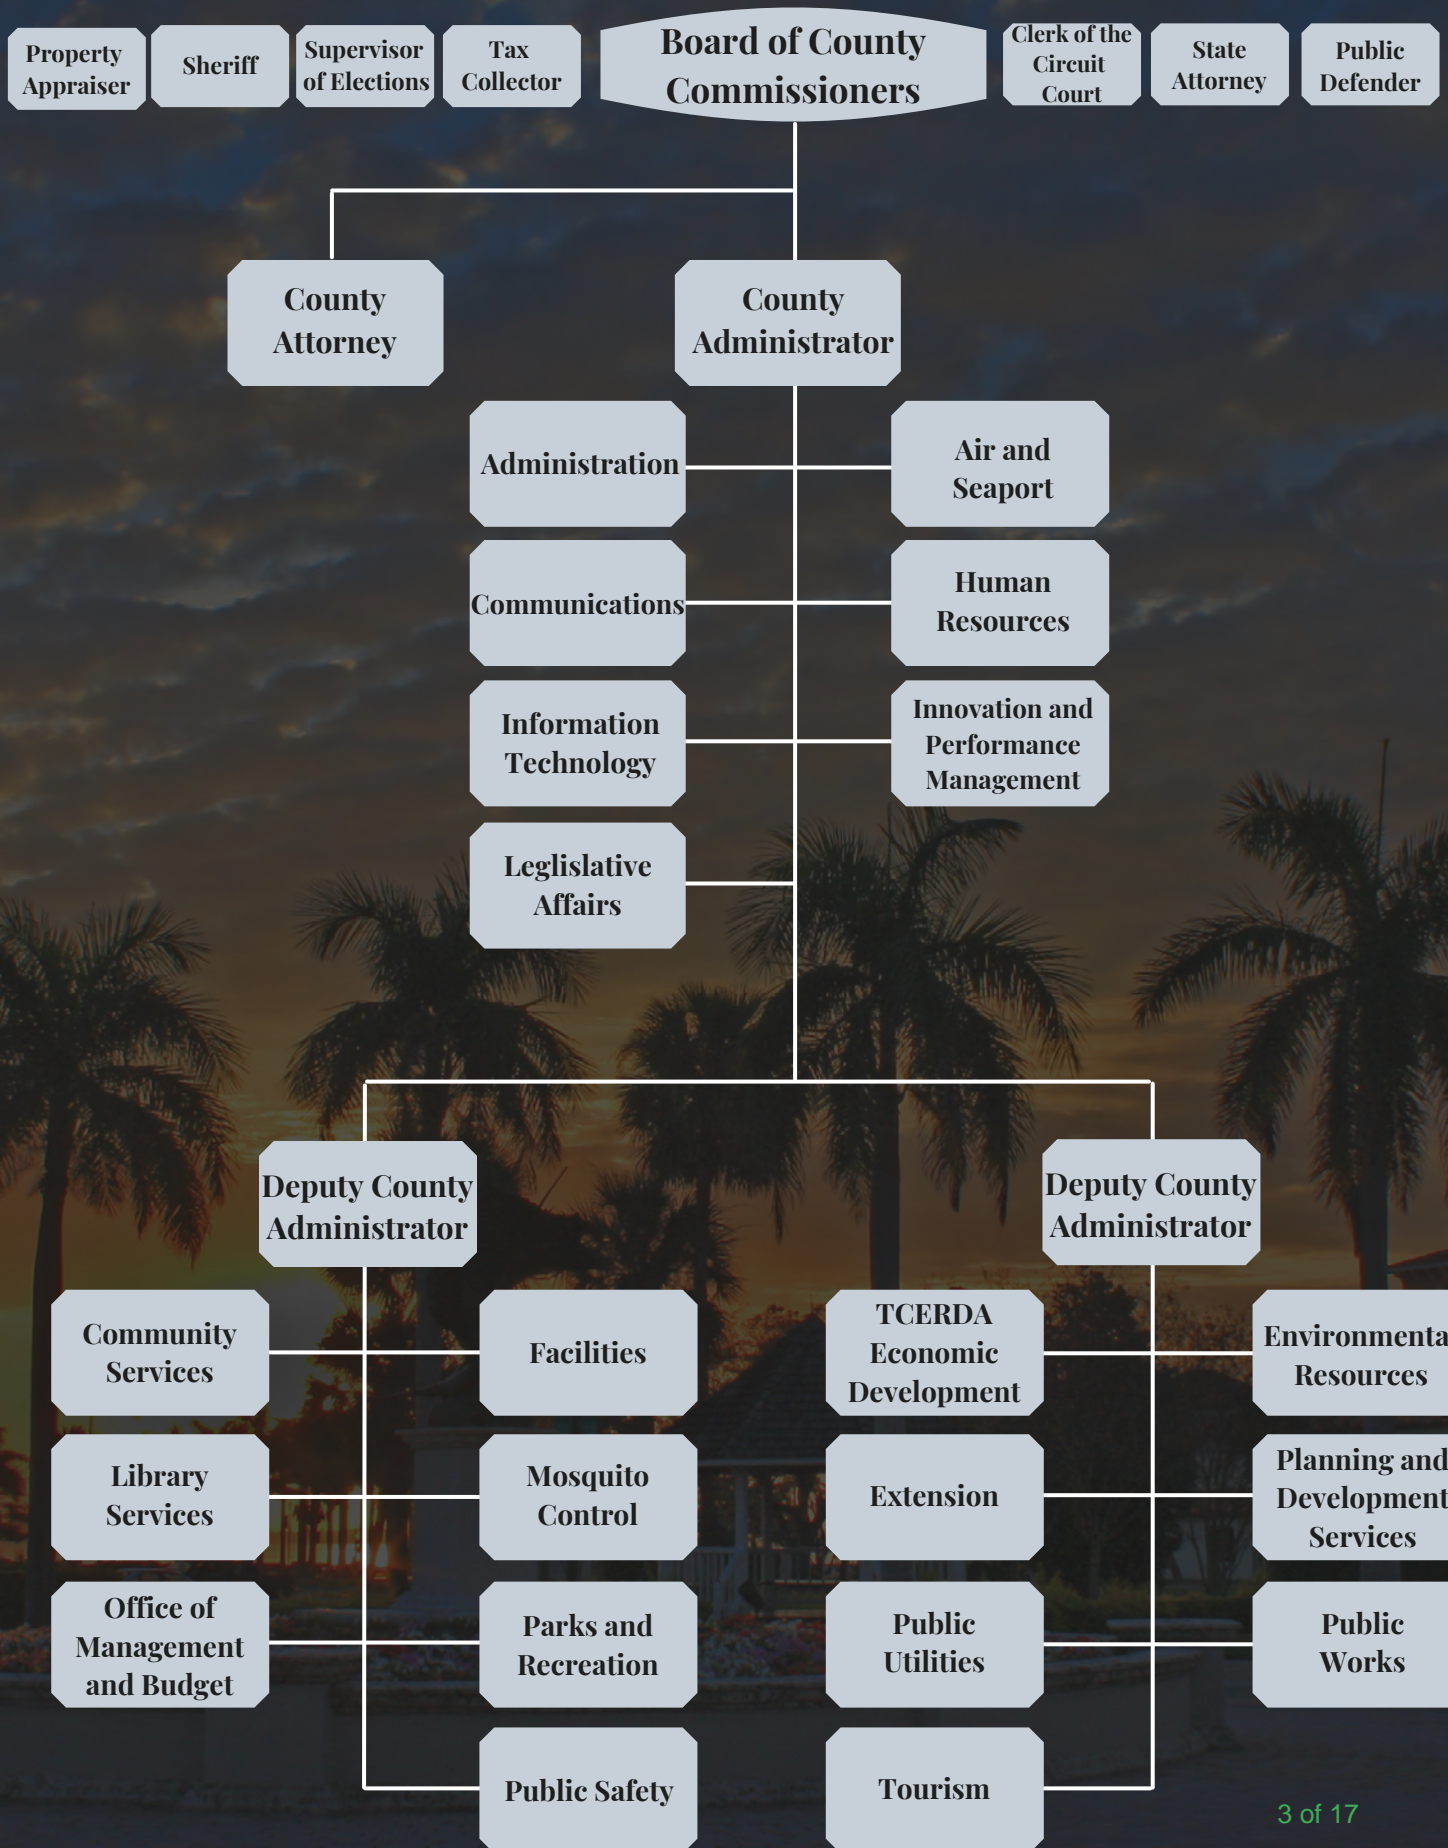 Property
Appraiser
Sheriff
Supervisor
of Elections
Tax
Collector
Board of County
Commissioners
Clerk of the
Circuit
Court
State
Attorney
Public
Defender
County
Attorney
County
Administrator
Administration
Air and
Seaport
Communications
Human
Resources
Information
Technology
Innovation and
Performance
Management
Leglislative
Affairs
Deputy County
Administrator
Deputy County
Administrator
Community
Services
Facilities
TCERDA
Economic
Development
Environmenta
Resources
Library
Services
Mosquito
Control
Extension
Planning and
Development
Services
Office of
Management
and Budget
Parks and
Recreation
Public
Utilities
Public
Works
Public Safety
Tourism
3 of 17